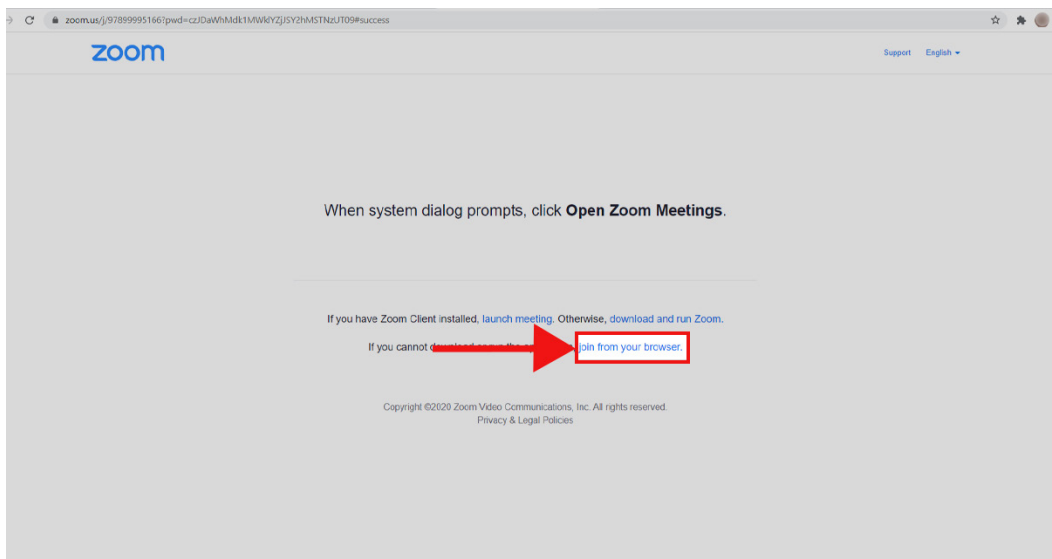 zoom.us/j/97899995166?pwd=czJDaWhMdk1MWklYZjJSY2hMSTNzUT09#success
zoom
Support English
When system dialog prompts, click Open Zoom Meetings.
If you have Zoom Client installed, launch meeting. Otherwise, download and run Zoom.
If you cannot join from your browser.
Copyright ©2020 Zoom Video Communications, Inc. All rights reserved.
Privacy & Legal Policies